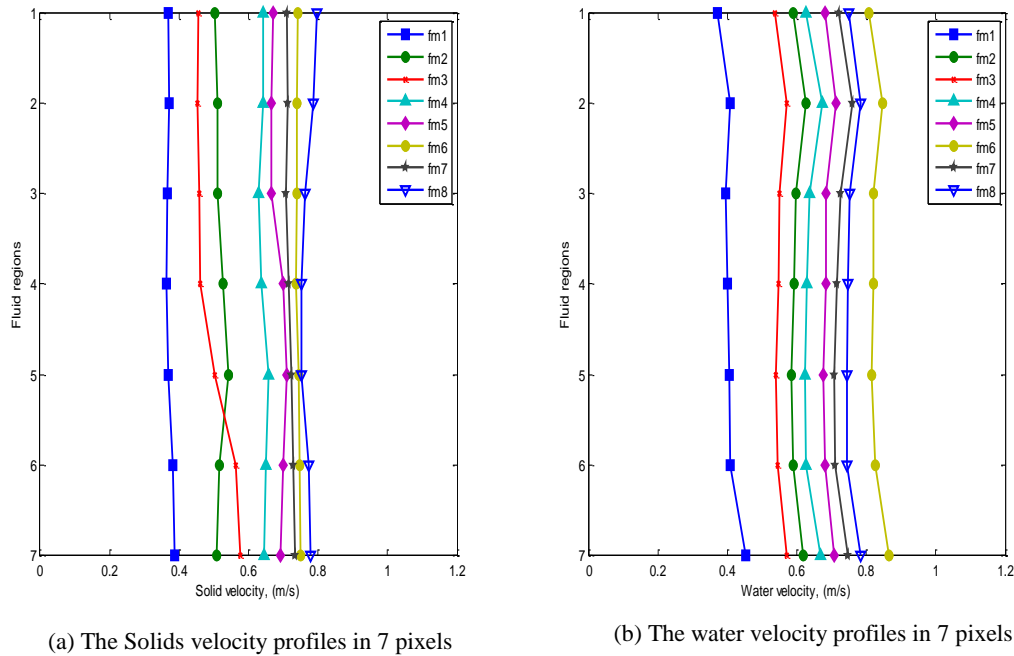 1
2
3
4
5
6
7
0
0.2
0.4
0.6
0.8
1
1.2
Fluid regions
Solid velocity, (m/s)
fm1
fm2
fm3
fm4
fm5
fm6
fm7
fm8
(a) The Solids velocity profiles in 7 pixels
1
2
3
4
5
6
7
0
0.2
0.4
0.6
0.8
1
1.2
Fluid regions
Water velocity, (m/s)
fm1
fm2
fm3
fm4
fm5
fm6
fm7
fm8
(b) The water velocity profiles in 7 pixels